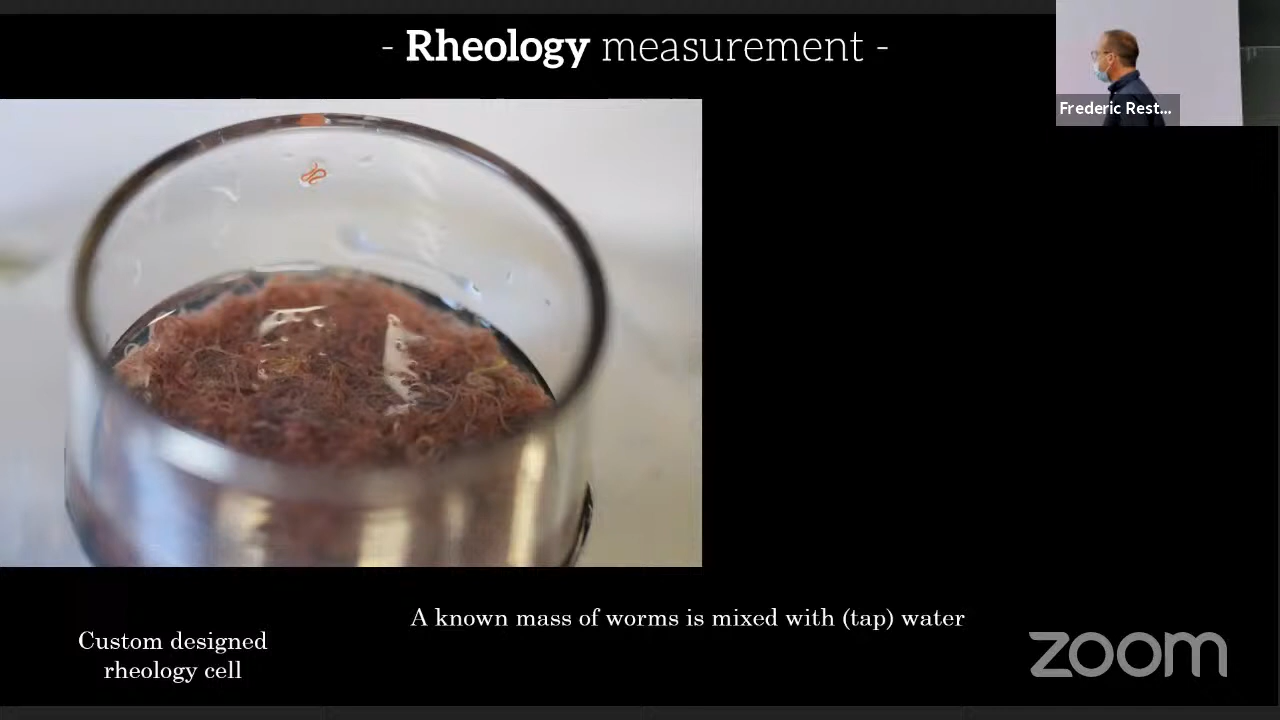 - Rheology measurement -
Frederic Rest...
A known mass of worms is mixed with (tap) water
Custom designed
rheology cell
zoom